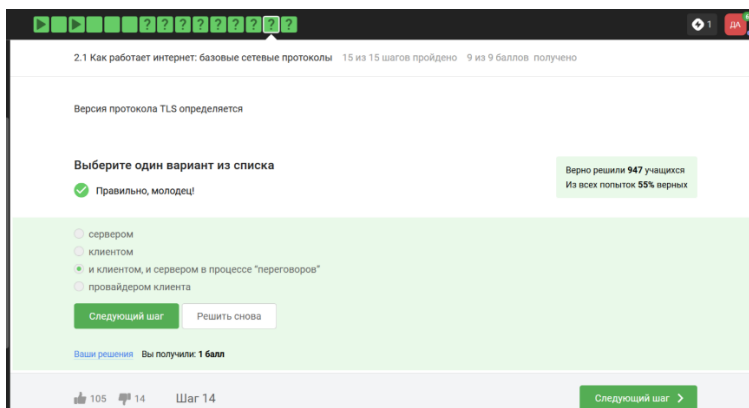 ? ? ? ? ? ? ? ? ? ?
1
ДА
2.1 Как работает интернет: базовые сетевые протоколы 15 из 15 шагов пройдено 9 из 9 баллов получено
Версия протокола TLS определяется
Выберите один вариант из списка
Правильно, молодец!
Верно решили 947 учащихся
Из всех попыток 55% верных
сервером
клиентом
и клиентом, и сервером в процессе "переговоров"
провайдером клиента
Следующий шаг Решить снова
Ваши решения Вы получили: 1 балл
105 14 Шаг 14 Следующий шаг